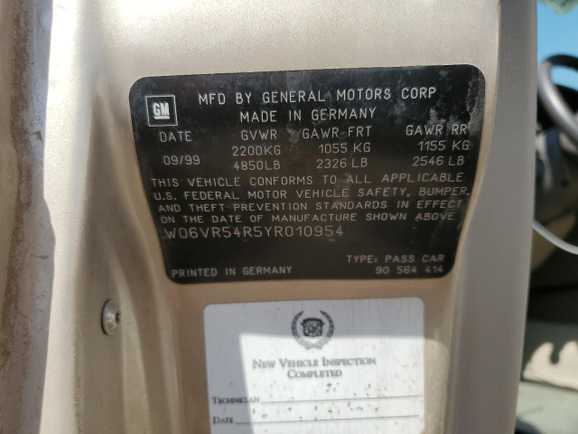 GM
MFD BY GENERAL MOTORS CORP
MADE IN GERMANY
DATE GVWR GAWR-FRT GAWR RR
09/99 2200KG 1055 KG 1155 KG
4850LB 2326 LB 2546 LB
THIS VEHICLE CONFORMS TO ALL APPLICABLE
U.S. FEDERAL MOTOR VEHICLE SAFETY, BUMPER,
AND THEFT PREVENTION STANDARDS IN EFFECT
ON THE DATE OF MANUFACTURE SHOWN ABOVE
W06VR54R5YR010954
TYPE: PASS CAR
PRINTED IN GERMANY 90 564 414
NEW VEHICLE INSPECTION
COMPLETED
TECHNICIAN
DATE